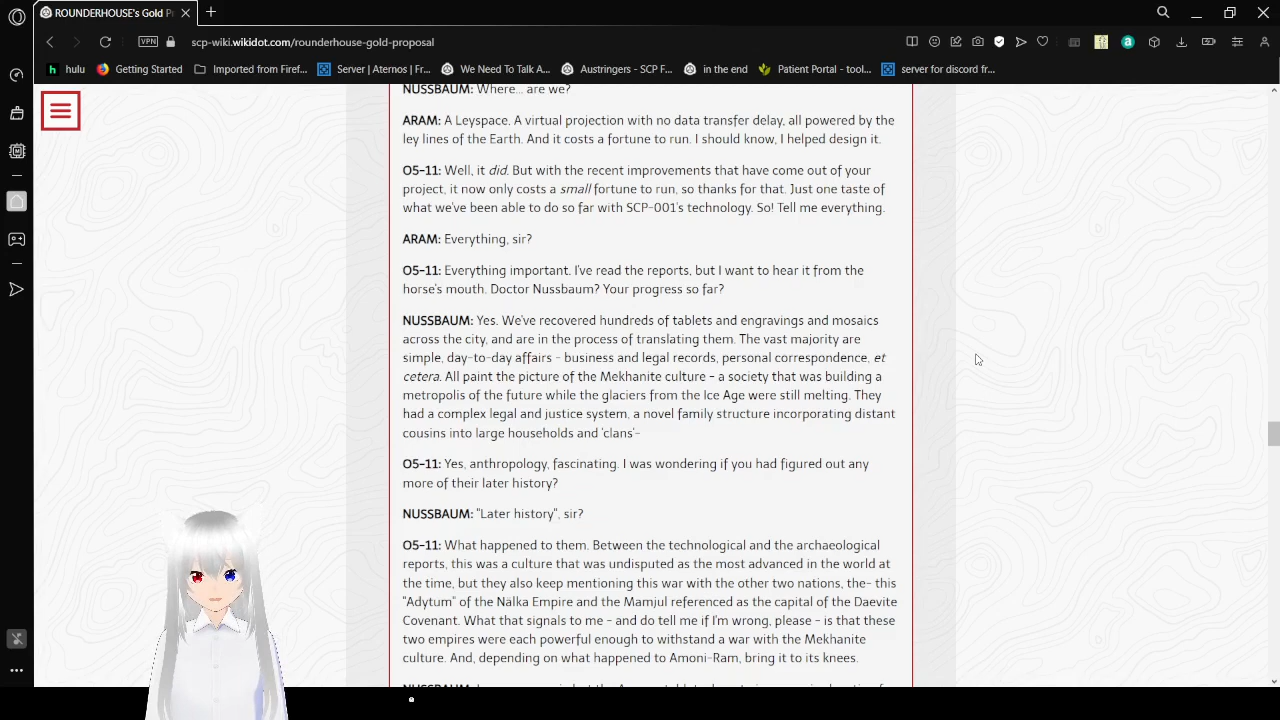 ROUNDERHOUSE's Gold P
scp-wiki.wikidot.com/rounderhouse-gold-proposal
VPN
hulu
Getting Started
Imported from Firef...
Server | Aternos | Fr...
We Need To Talk A...
Austringers - SCP F...
in the end
Patient Portal - tool...
server for discord fr...
NUSSBAUM: Where... are we?
ARAM: A Leyspace. A virtual projection with no data transfer delay, all powered by the
ley lines of the Earth. And it costs a fortune to run. I should know, I helped design it.
O5-11: Well, it did. But with the recent improvements that have come out of your
project, it now only costs a small fortune to run, so thanks for that. Just one taste of
what we've been able to do so far with SCP-001's technology. So! Tell me everything.
ARAM: Everything, sir?
O5-11: Everything important. I've read the reports, but I want to hear it from the
horse's mouth. Doctor Nussbaum? Your progress so far?
NUSSBAUM: Yes. We've recovered hundreds of tablets and engravings and mosaics
across the city, and are in the process of translating them. The vast majority are
simple, day-to-day affairs - business and legal records, personal correspondence, et
cetera. All paint the picture of the Mekhanite culture - a society that was building a
metropolis of the future while the glaciers from the Ice Age were still melting. They
had a complex legal and justice system, a novel family structure incorporating distant
cousins into large households and 'clans'-
O5-11: Yes, anthropology, fascinating. I was wondering if you had figured out any
more of their later history?
NUSSBAUM: "Later history", sir?
O5-11: What happened to them. Between the technological and the archaeological
reports, this was a culture that was undisputed as the most advanced in the world at
the time, but they also keep mentioning this war with the other two nations, the- this
"Adytum" of the Nälka Empire and the Mamjul referenced as the capital of the Daevite
Covenant. What that signals to me - and do tell me if I'm wrong, please - is that these
two empires were each powerful enough to withstand a war with the Mekhanite
culture. And, depending on what happened to Amoni-Ram, bring it to its knees.